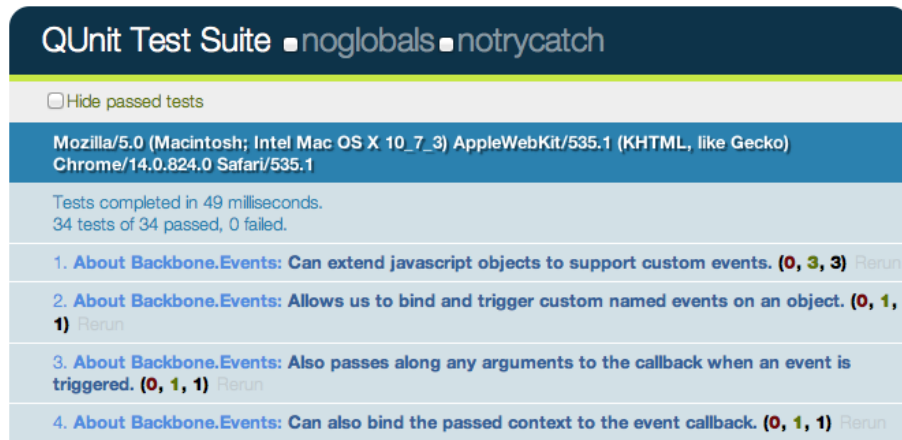 QUnit Test Suite noglobals notrycatch
Hide passed tests
Mozilla/5.0 (Macintosh; Intel Mac OS X 10_7_3) AppleWebKit/535.1 (KHTML, like Gecko)
Chrome/14.0.824.0 Safari/535.1
Tests completed in 49 milliseconds.
34 tests of 34 passed, 0 failed.
1. About Backbone.Events: Can extend javascript objects to support custom events. (0, 3, 3) Rerun
2. About Backbone.Events: Allows us to bind and trigger custom named events on an object. (0, 1,
1) Rerun
3. About Backbone.Events: Also passes along any arguments to the callback when an event is
triggered. (0, 1, 1) Rerun
4. About Backbone.Events: Can also bind the passed context to the event callback. (0, 1, 1) Rerun